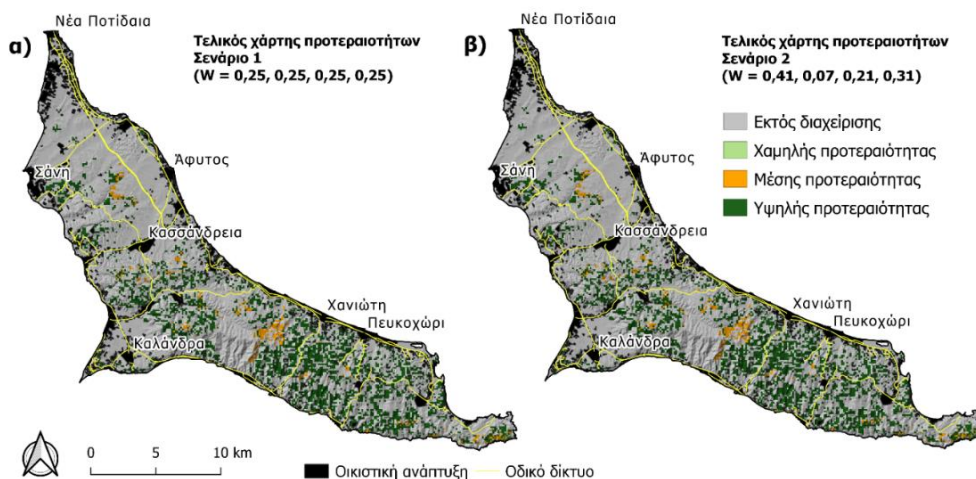 α)
Νέα Ποτίδαια
Τελικός χάρτης προτεραιοτήτων
Σενάριο 1
(W = 0,25, 0,25, 0,25, 0,25)
Άφυτος
Σάνη
Κασσάνδρεια
Χανιώτη
Πευκοχώρι
Καλάνδρα
β)
Νέα Ποτίδαια
Τελικός χάρτης προτεραιοτήτων
Σενάριο 2
(W = 0,41, 0,07, 0,21, 0,31)
Εκτός διαχείρισης
Χαμηλής προτεραιότητας
Μέσης προτεραιότητας
Υψηλής προτεραιότητας
Άφυτος
Σάνη
Κασσάνδρεια
Χανιώτη
Πευκοχώρι
Καλάνδρα
0 5 10 km
Οικιστική ανάπτυξη Οδικό δίκτυο